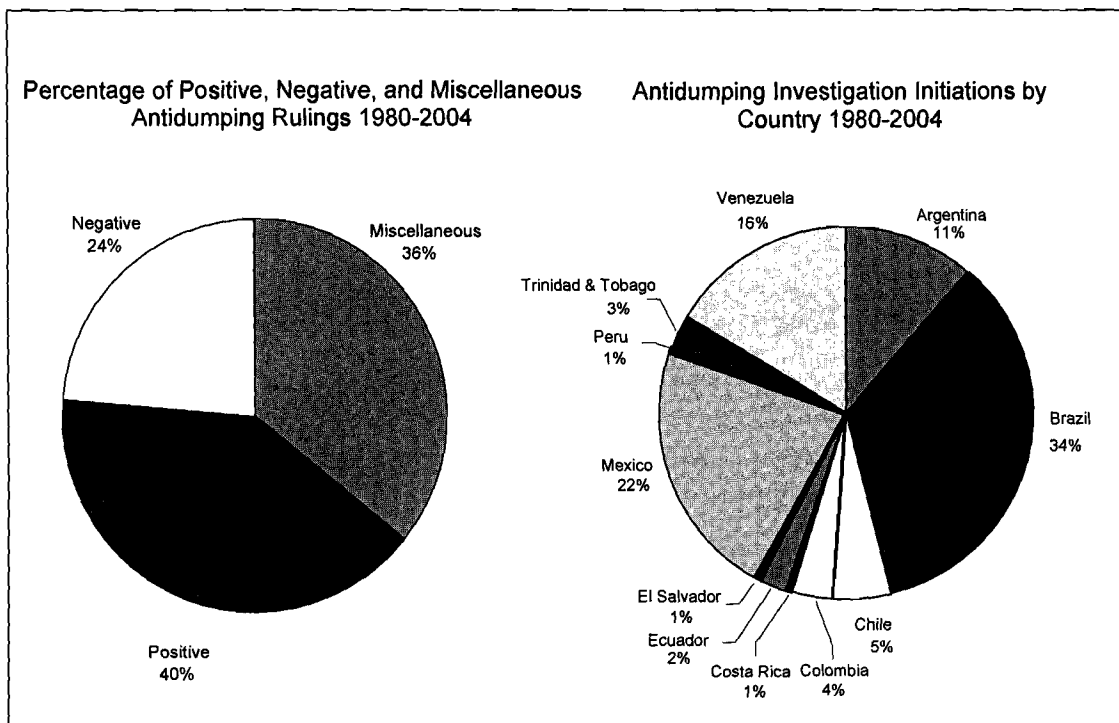 Percentage of Positive, Negative, and Miscellaneous
Antidumping Rulings 1980-2004
Negative
24%
Miscellaneous
36%
Positive
40%
Antidumping Investigation Initiations by
Country 1980-2004
Venezuela
16%
Argentina
11%
Trinidad & Tobago
3%
Peru
1%
Brazil
34%
Mexico
22%
El Salvador
1%
Ecuador
2%
Costa Rica
1%
Colombia
4%
Chile
5%